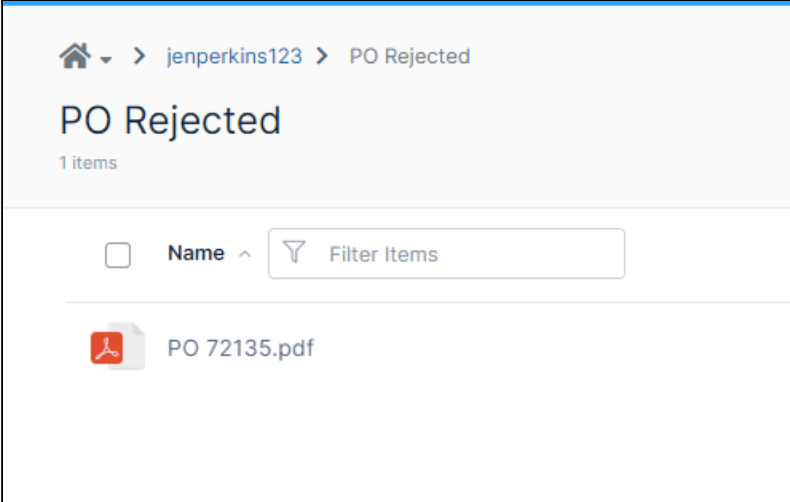 jenperkins123 PO Rejected
PO Rejected
1 items
Name Filter Items
PO 72135.pdf